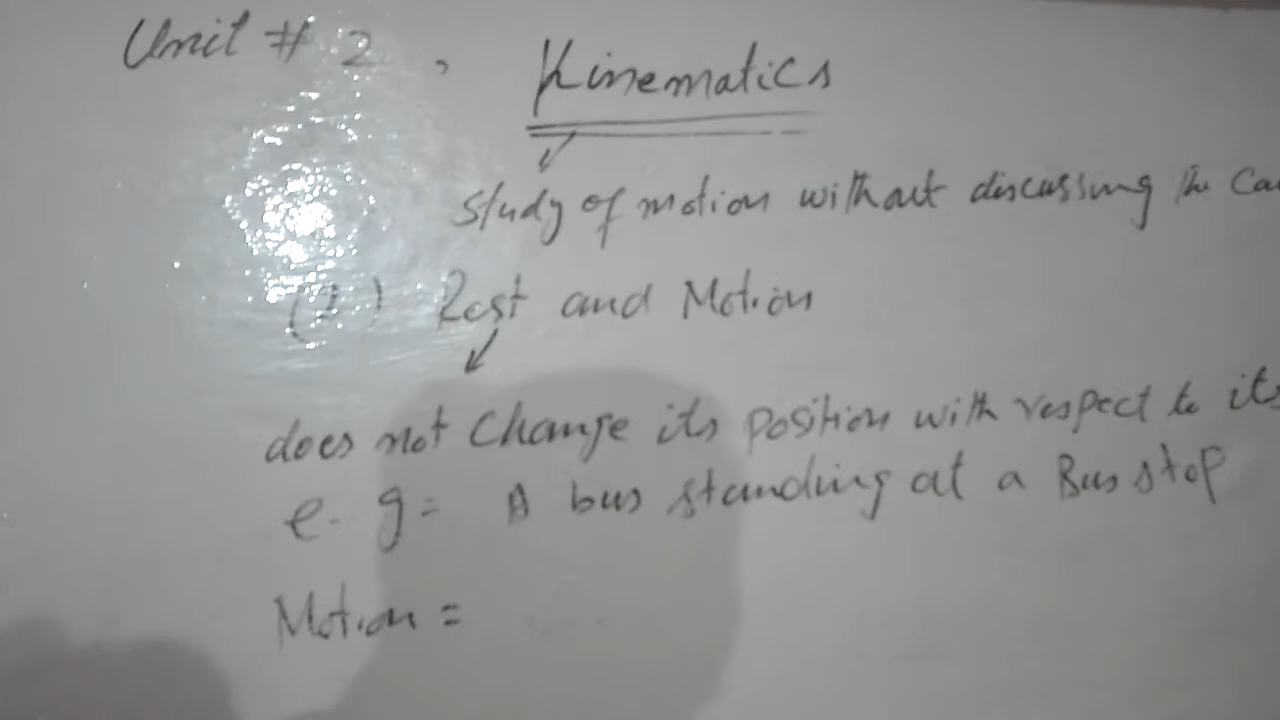 Unit # 2, Kinematics
Study of motion without discussing the
( ) Rest and Motion
does not Change its position with respect to its
e.g= A bus standing at a Bus stop
Motion =